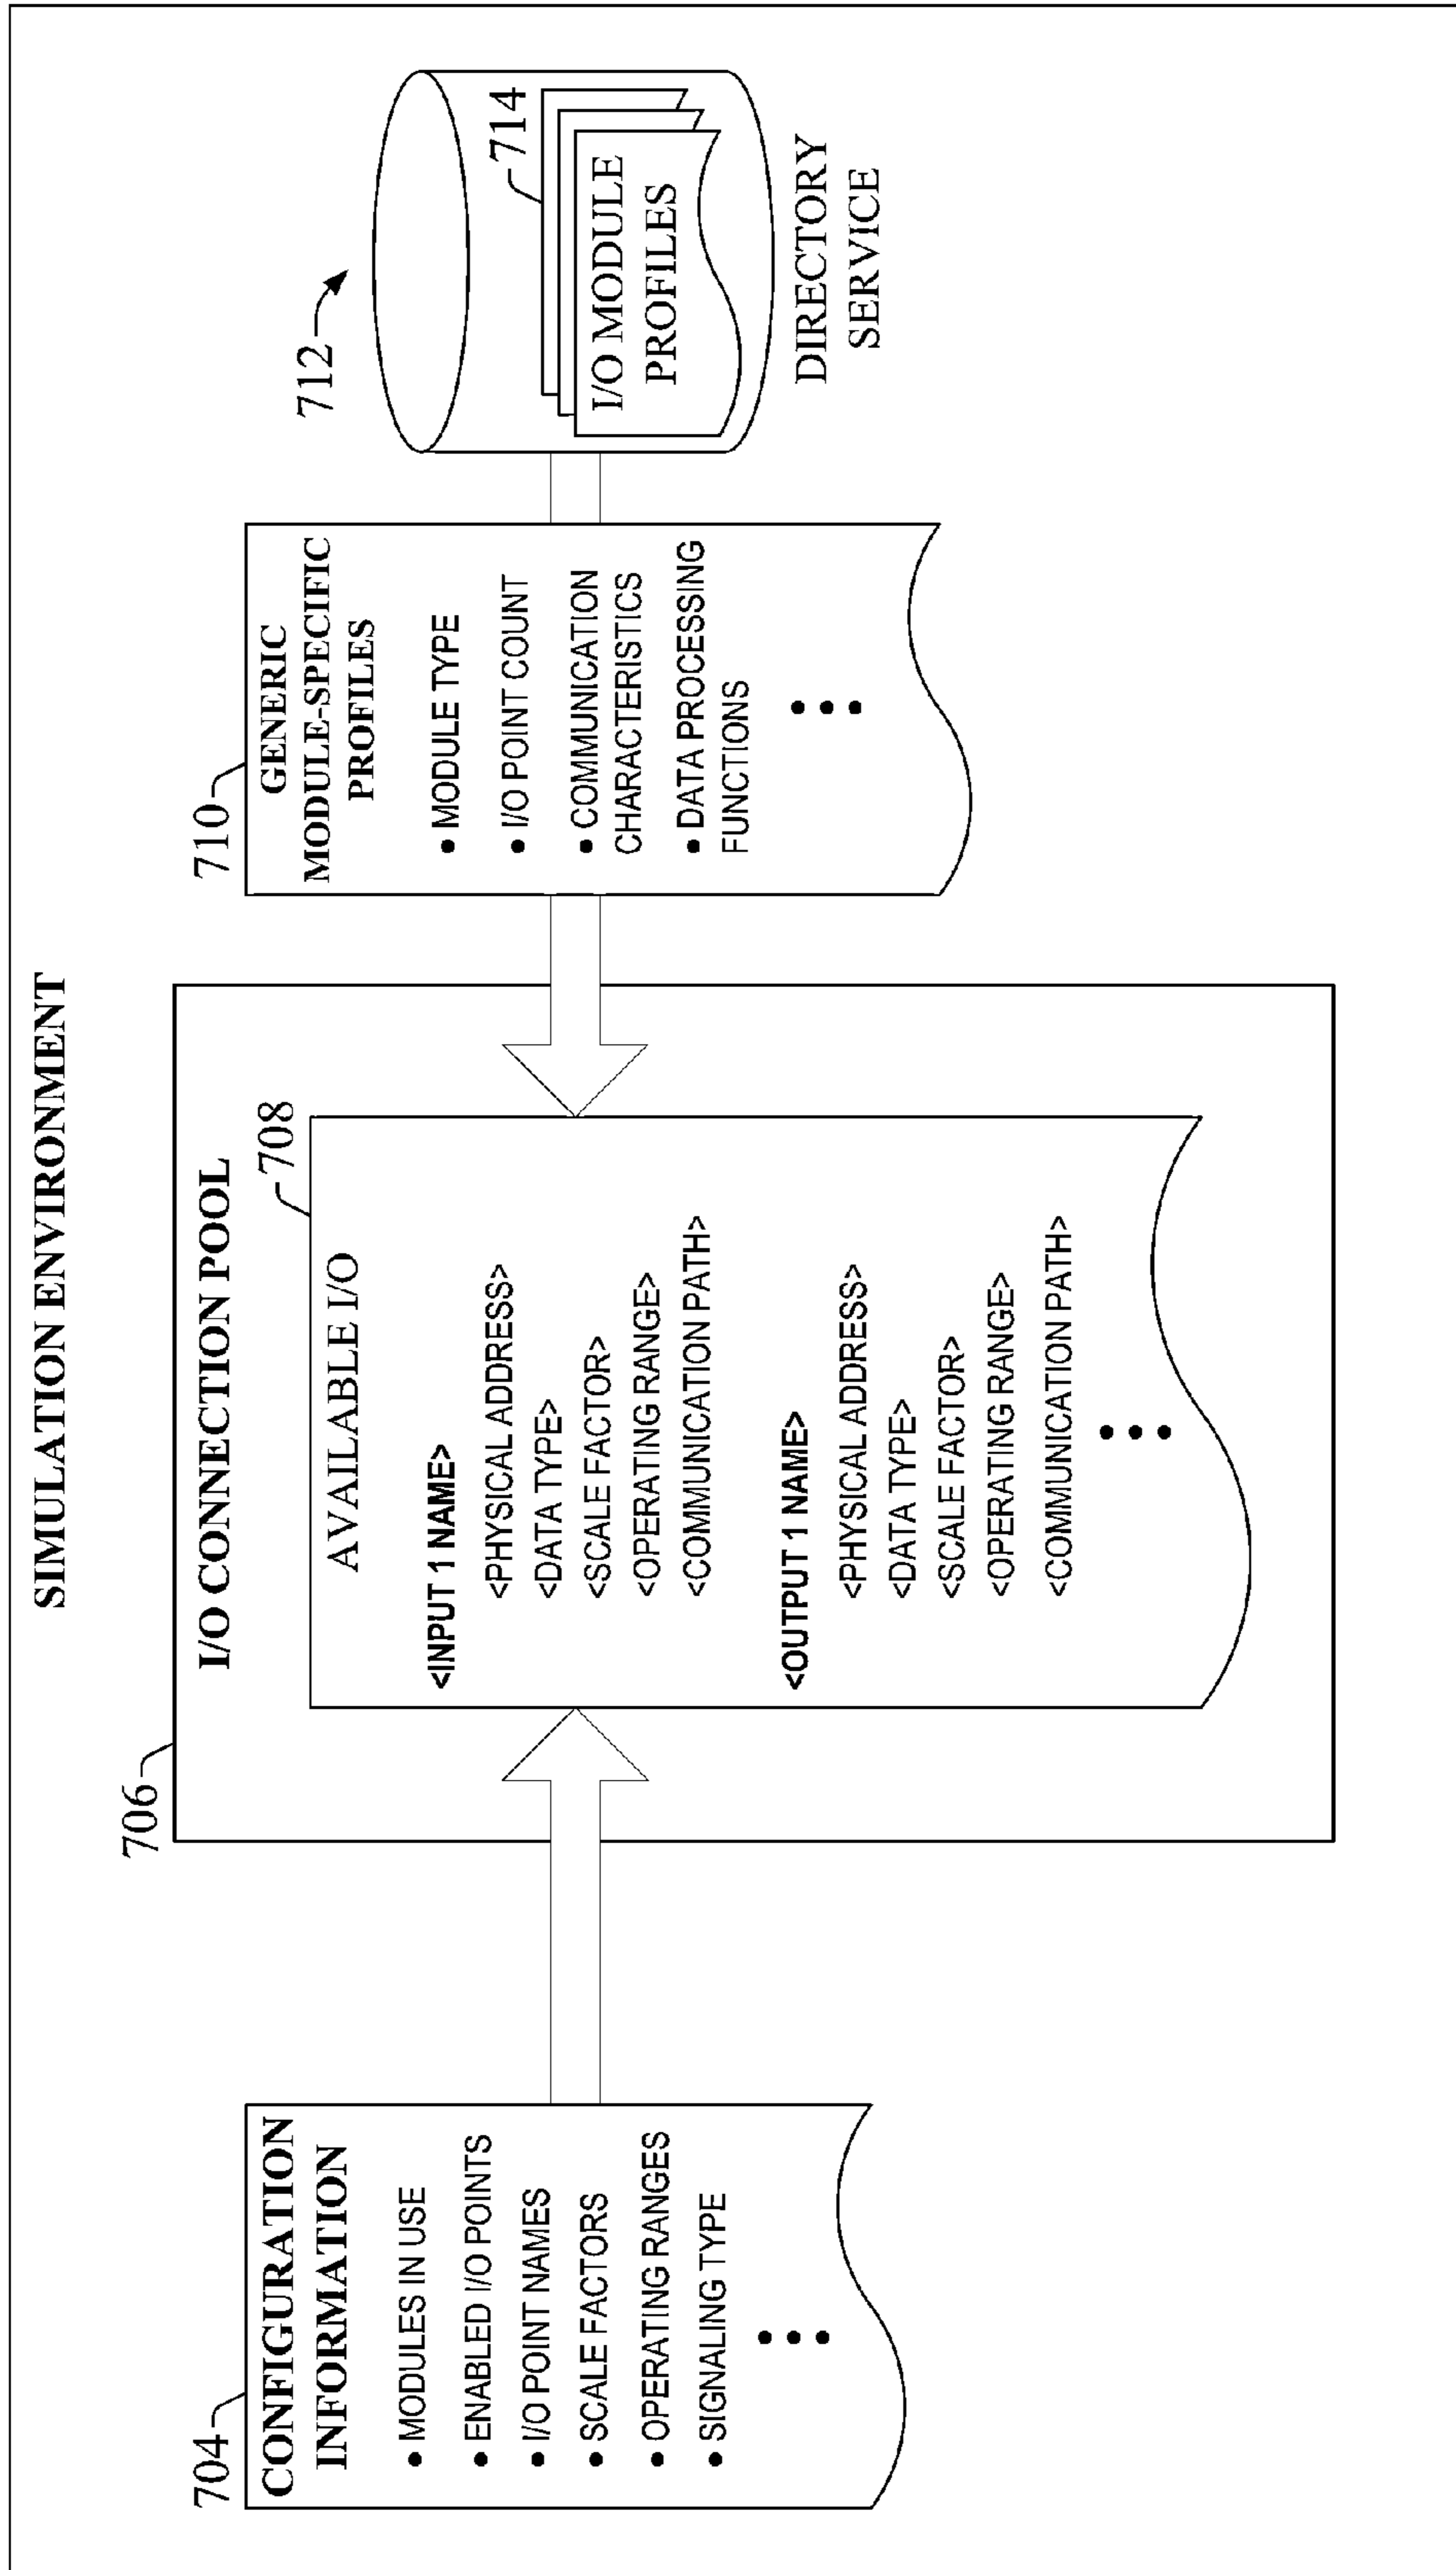 SIMULATION ENVIRONMENT
704
CONFIGURATION
INFORMATION
• MODULES IN USE
• ENABLED I/O POINTS
• I/O POINT NAMES
• SCALE FACTORS
• OPERATING RANGES
• SIGNALING TYPE
706
I/O CONNECTION POOL
708
AVAILABLE I/O
<INPUT 1 NAME>
<PHYSICAL ADDRESS>
<DATA TYPE>
<SCALE FACTOR>
<OPERATING RANGE>
<COMMUNICATION PATH>
<OUTPUT 1 NAME>
<PHYSICAL ADDRESS>
<DATA TYPE>
<SCALE FACTOR>
<OPERATING RANGE>
<COMMUNICATION PATH>
710
GENERIC
MODULE-SPECIFIC
PROFILES
• MODULE TYPE
• I/O POINT COUNT
• COMMUNICATION
CHARACTERISTICS
• DATA PROCESSING
FUNCTIONS
712
714
I/O MODULE
PROFILES
DIRECTORY
SERVICE